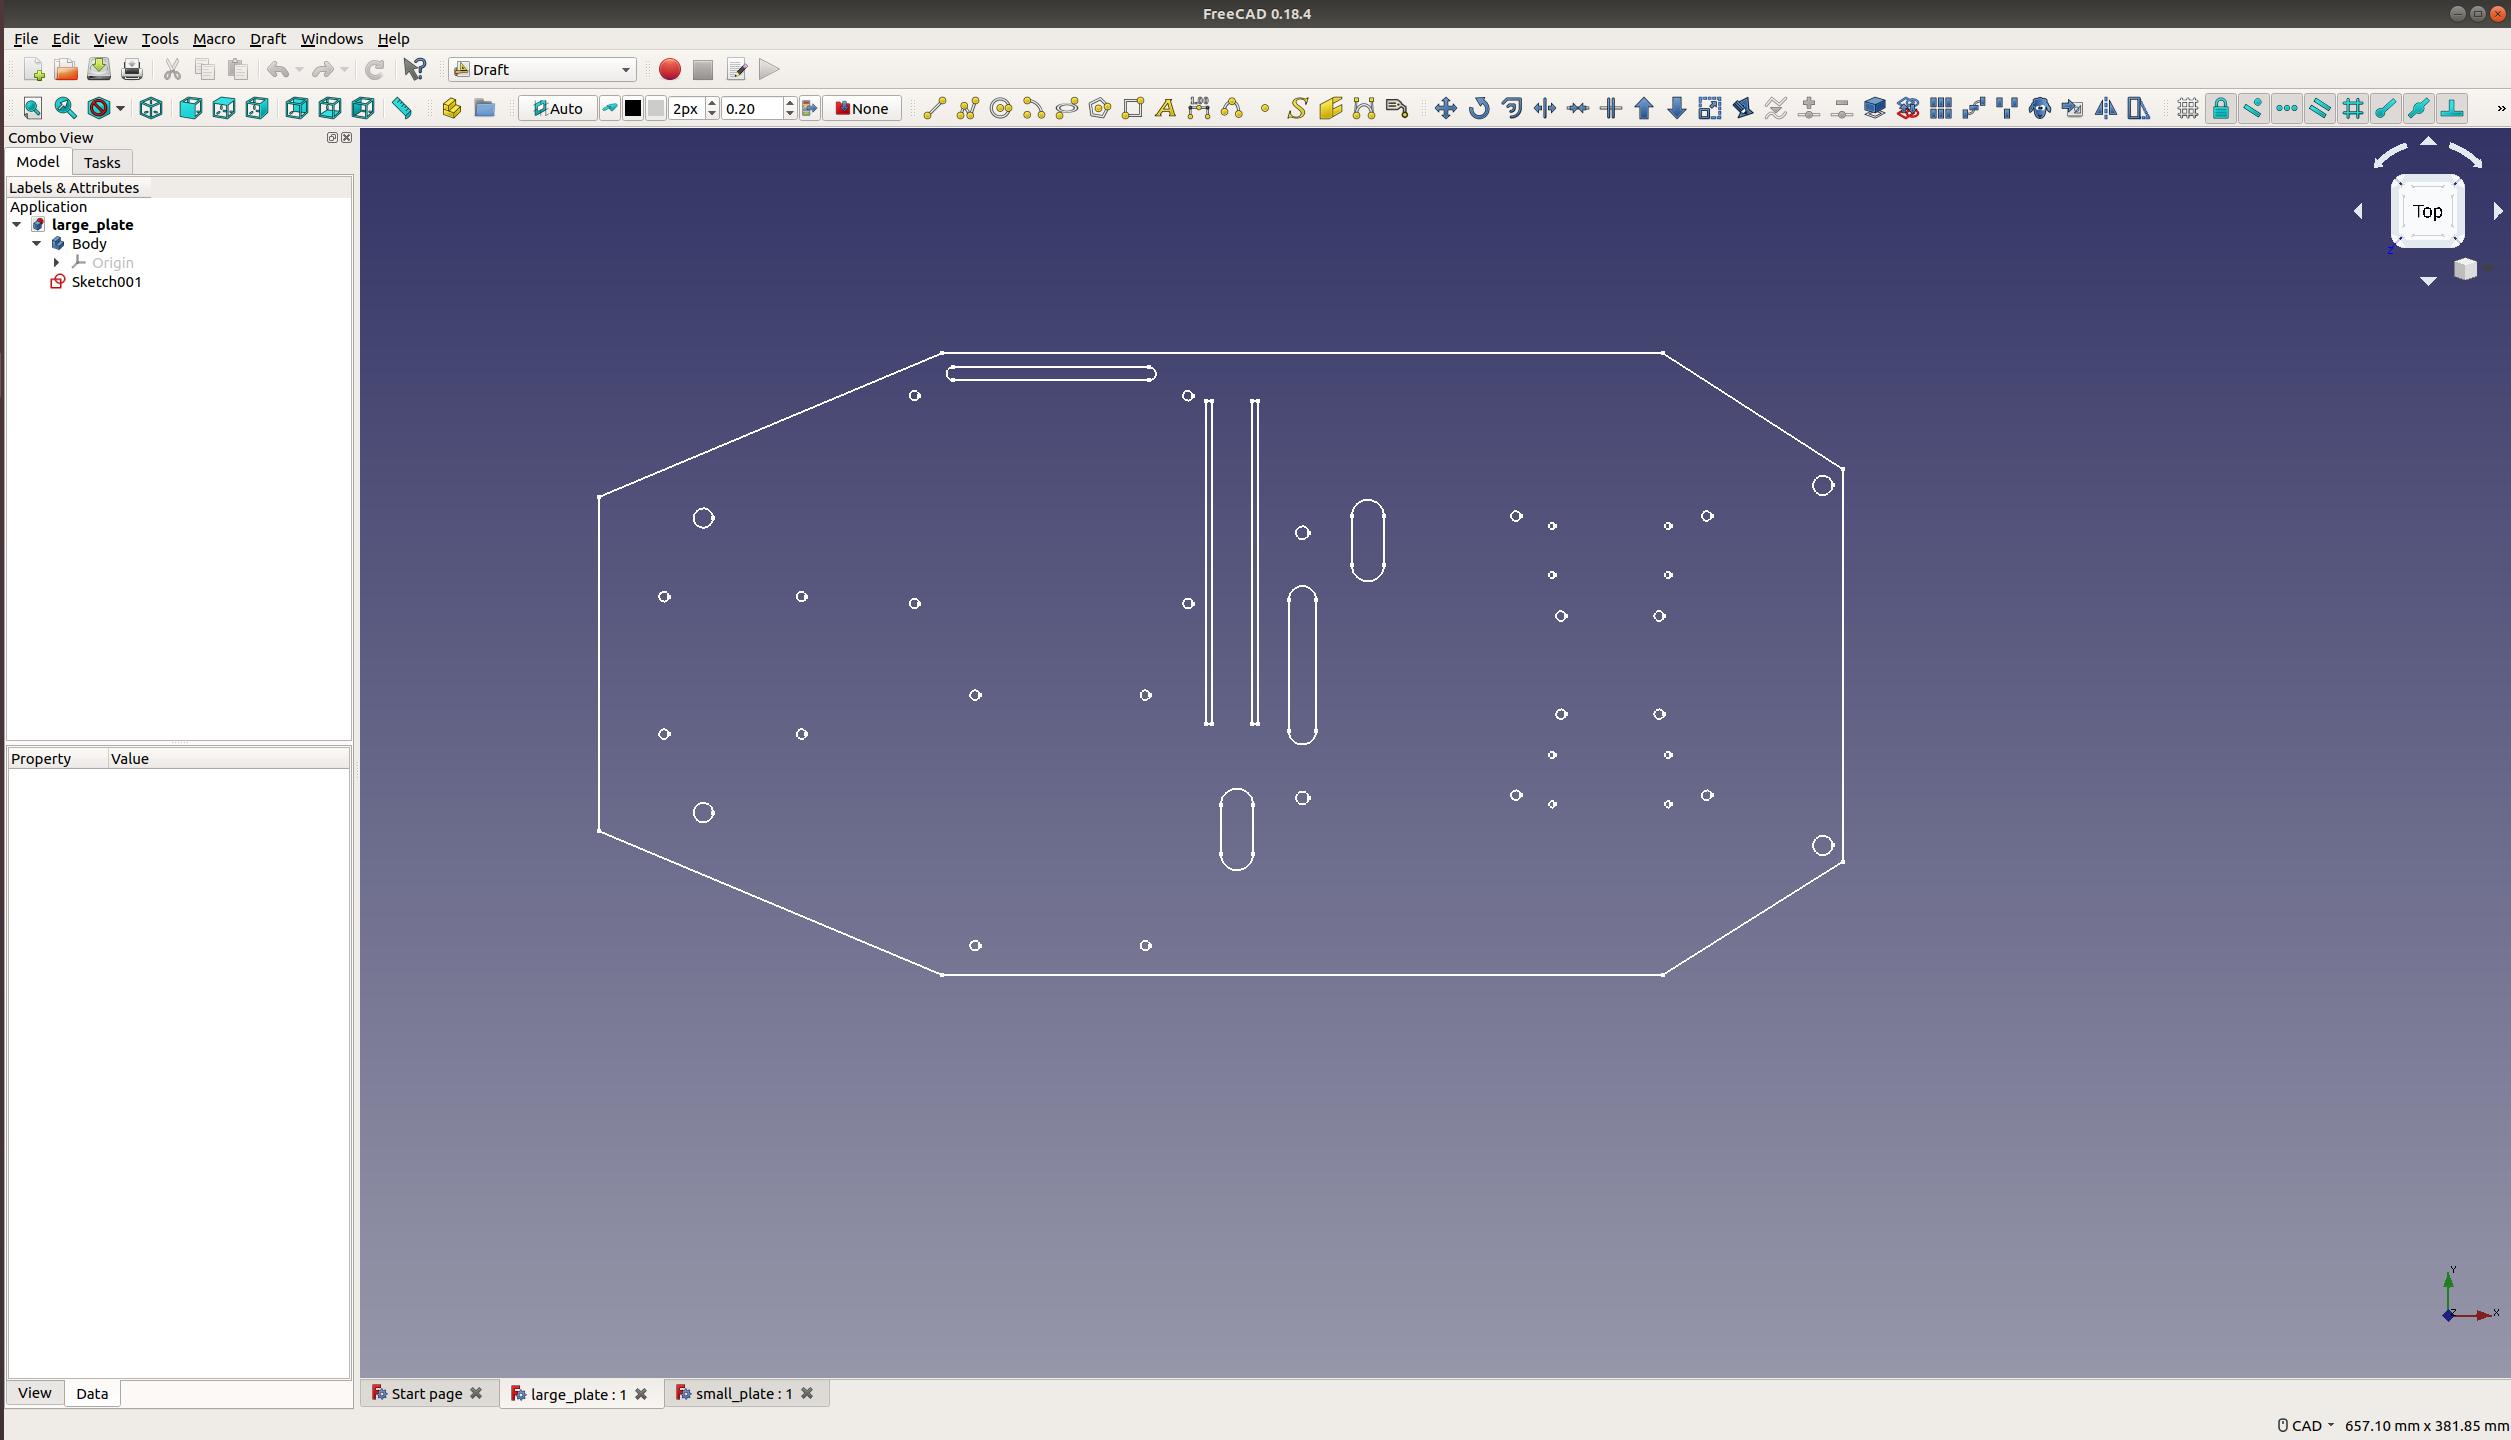 FreeCAD 0.18.4
File Edit View Tools Macro Draft Windows Help
Draft
Auto 2px 0.20 None A 1.00 S »
Combo View
Model Tasks
Labels & Attributes
Application
large_plate
Body
Origin
Sketch001
Property Value
View Data
Top
Z
Y
Z X
Start page large_plate : 1 small_plate : 1
CAD 657.10 mm x 381.85 mm